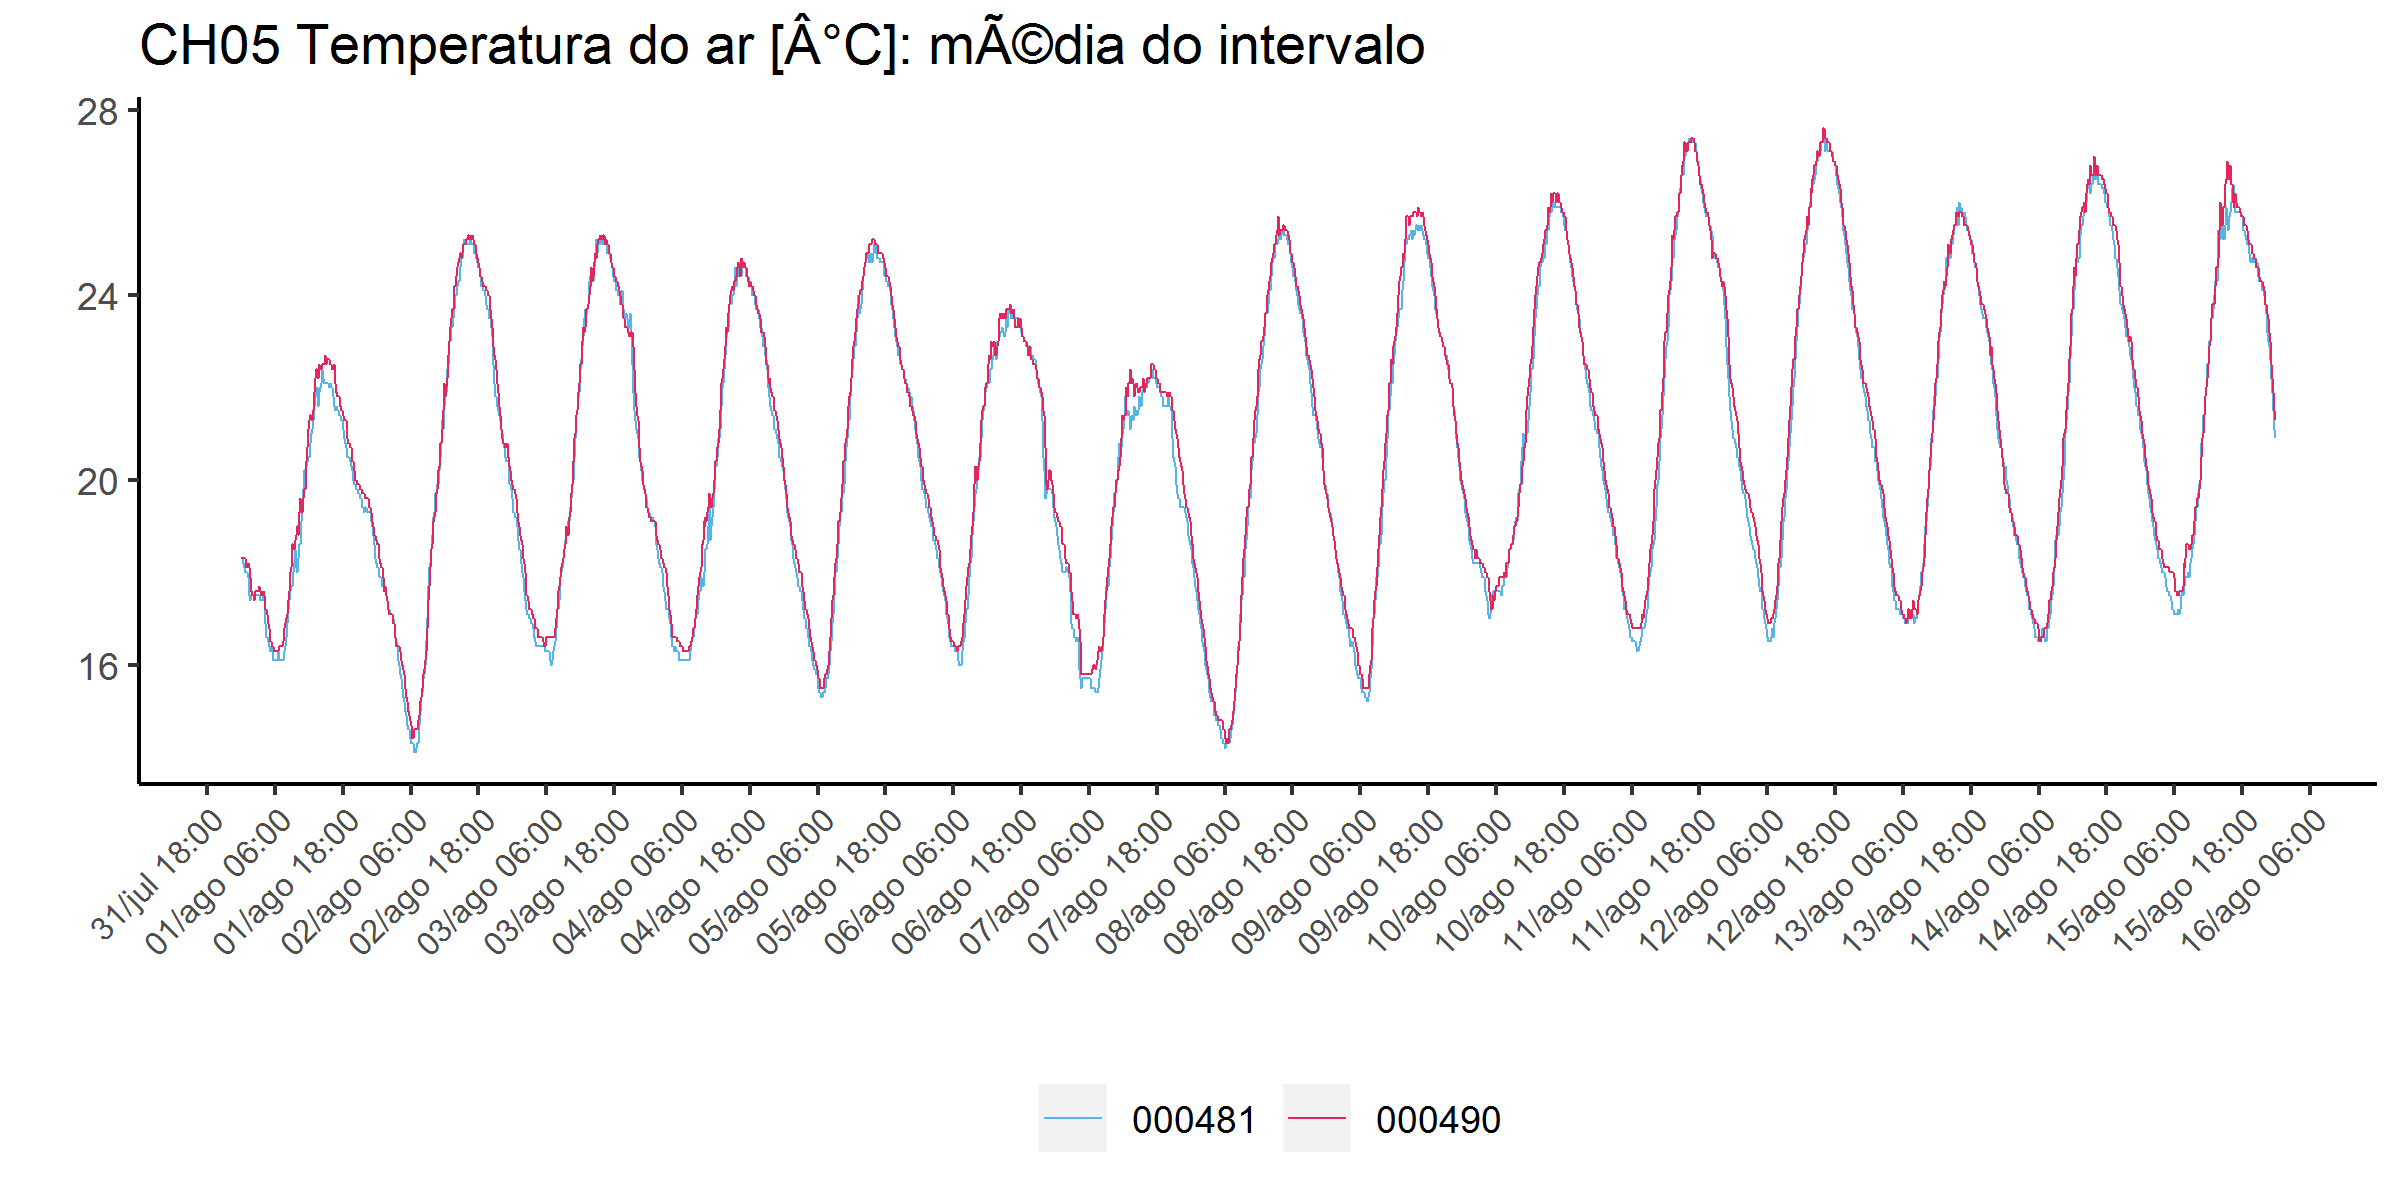 CH05 Temperatura do ar [Â°C]: mÃ©dia do intervalo
28
24
20
16
31/jul 18:00
01/ago 06:00
01/ago 18:00
02/ago 06:00
02/ago 18:00
03/ago 06:00
03/ago 18:00
04/ago 06:00
04/ago 18:00
05/ago 06:00
05/ago 18:00
06/ago 06:00
06/ago 18:00
07/ago 06:00
07/ago 18:00
08/ago 06:00
08/ago 18:00
09/ago 06:00
09/ago 18:00
10/ago 06:00
10/ago 18:00
11/ago 06:00
11/ago 18:00
12/ago 06:00
12/ago 18:00
13/ago 06:00
13/ago 18:00
14/ago 06:00
14/ago 18:00
15/ago 06:00
15/ago 18:00
16/ago 06:00
000481
000490